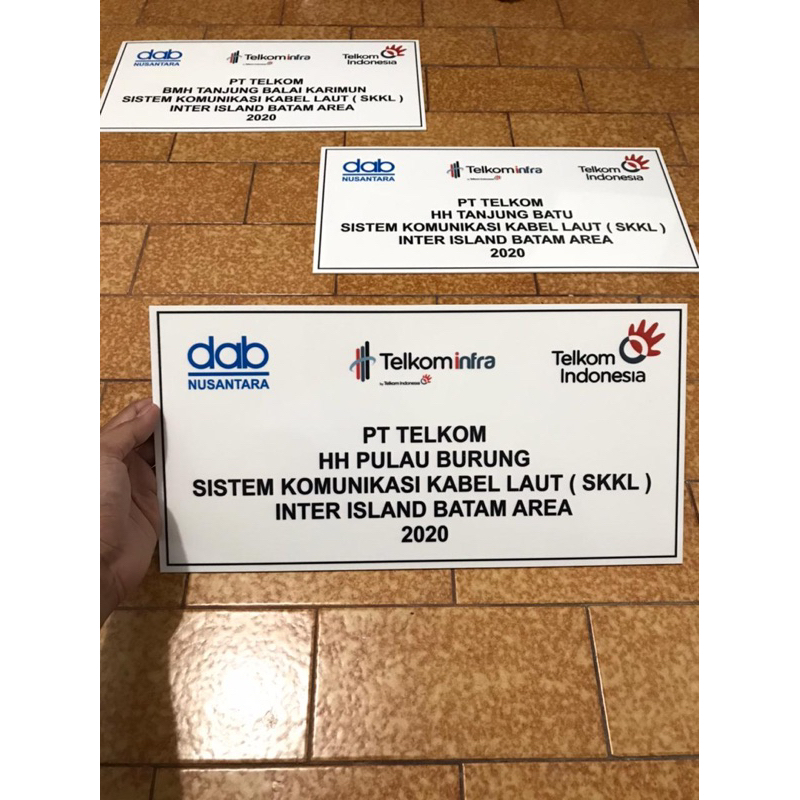 dab
NUSANTARA
Telkominfra
Telkom
Indonesia
PT TELKOM
BMH TANJUNG BALAI KARIMUN
SISTEM KOMUNIKASI KABEL LAUT ( SKKL )
INTER ISLAND BATAM AREA
2020
dab
NUSANTARA
Telkominfra
Telkom
Indonesia
PT TELKOM
HH TANJUNG BATU
SISTEM KOMUNIKASI KABEL LAUT ( SKKL )
INTER ISLAND BATAM AREA
2020
dab
NUSANTARA
Telkominfra
by Telkom Indonesia
Telkom
Indonesia
PT TELKOM
HH PULAU BURUNG
SISTEM KOMUNIKASI KABEL LAUT ( SKKL )
INTER ISLAND BATAM AREA
2020